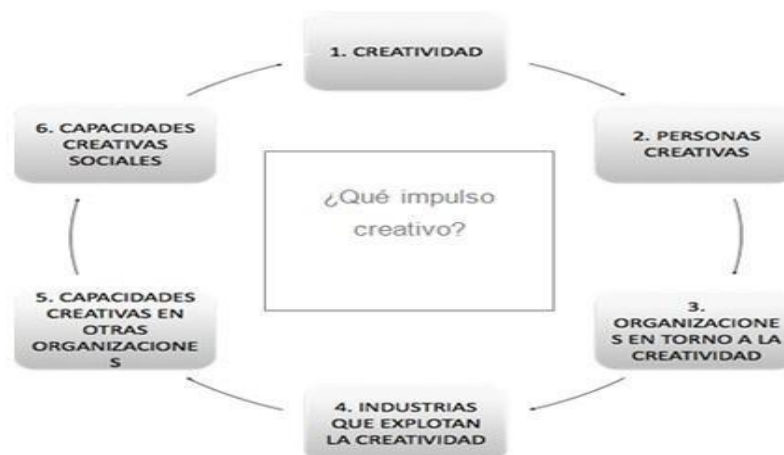 1. CREATIVIDAD
2. PERSONAS
CREATIVAS
3.
ORGANIZACIONE
S EN TORNO A LA
CREATIVIDAD
4. INDUSTRIAS
QUE EXPLOTAN
LA CREATIVIDAD
5. CAPACIDADES
CREATIVAS EN
OTRAS
ORGANIZACIONE
S
6. CAPACIDADES
CREATIVAS
SOCIALES
¿Qué impulso
creativo?